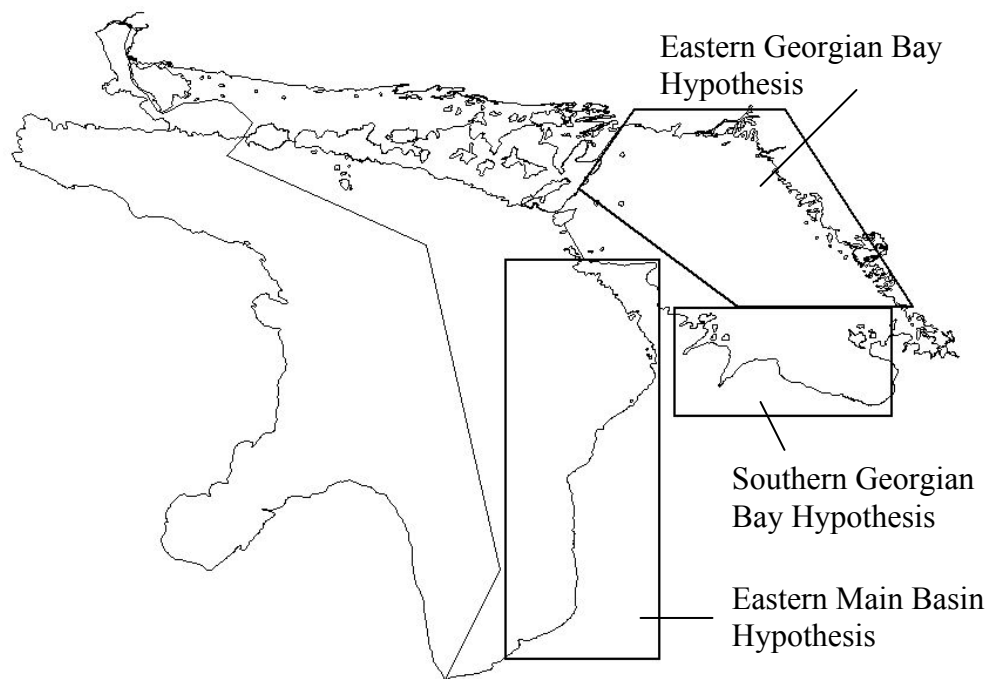 Eastern Georgian Bay
Hypothesis
Southern Georgian
Bay Hypothesis
Eastern Main Basin
Hypothesis